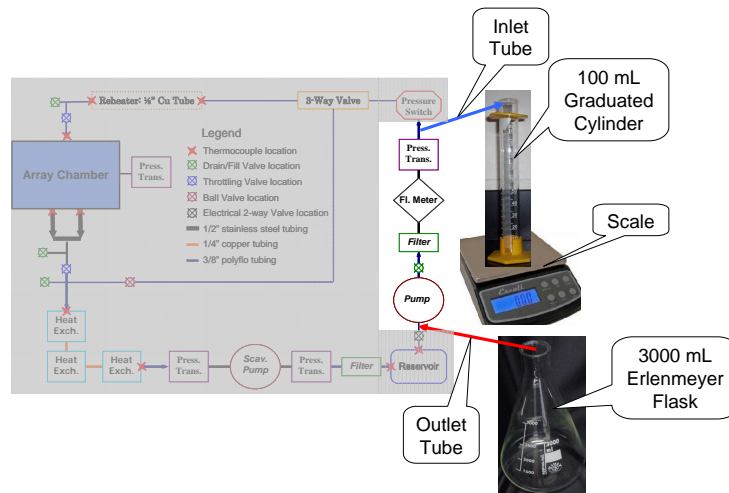 Inlet
Tube
100 mL
Graduated
Cylinder
Reheater: ⅛" Cu Tube
3-Way Valve
Pressure
Switch
Legend
Thermocouple location
Drain/Fill Valve location
Throttling Valve location
Ball Valve location
Electrical 2-way Valve location
1/2" stainless steel tubing
1/4" copper tubing
3/8" polyflo tubing
Array Chamber
Press.
Trans.
Press.
Trans.
Fl. Meter
Filter
Pump
Scale
Heat
Exch.
Heat
Exch.
Heat
Exch.
Press.
Trans.
Scav.
Pump
Press.
Trans.
Filter
Reservoir
Outlet
Tube
3000 mL
Erlenmeyer
Flask